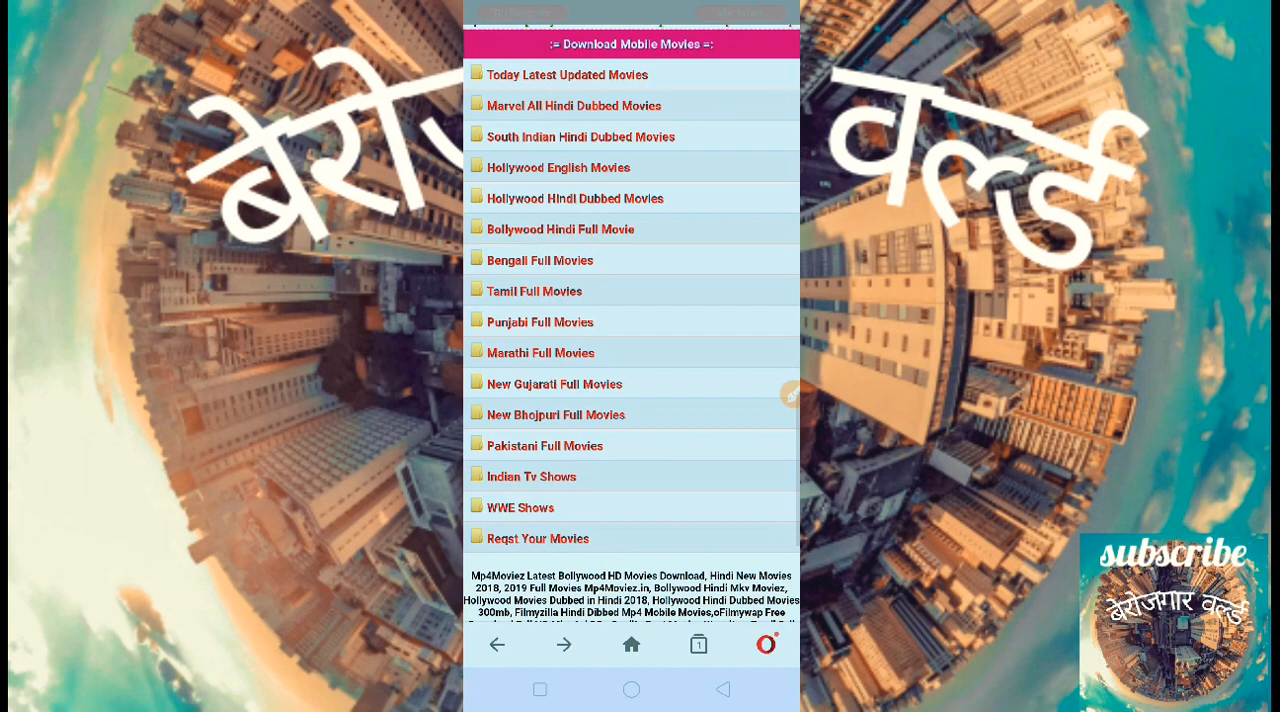 बेरोज
वर्ल्ड
:= Download Mobile Movies =:
Today Latest Updated Movies
Marvel All Hindi Dubbed Movies
South Indian Hindi Dubbed Movies
Hollywood English Movies
Hollywood Hindi Dubbed Movies
Bollywood Hindi Full Movie
Bengali Full Movies
Tamil Full Movies
Punjabi Full Movies
Marathi Full Movies
New Gujarati Full Movies
New Bhojpuri Full Movies
Pakistani Full Movies
Indian Tv Shows
WWE Shows
Reqst Your Movies
Mp4Moviez Latest Bollywood HD Movies Download, Hindi New Movies
2018, 2019 Full Movies Mp4Moviez.in, Bollywood Hindi Mkv Moviez,
Hollywood Movies Dubbed in Hindi 2018, Hollywood Hindi Dubbed Movies
300mb, Filmyzilla Hindi Dibbed Mp4 Mobile Movies,oFilmywap Free
1
subscribe
बेरोजगार वर्ल्ड